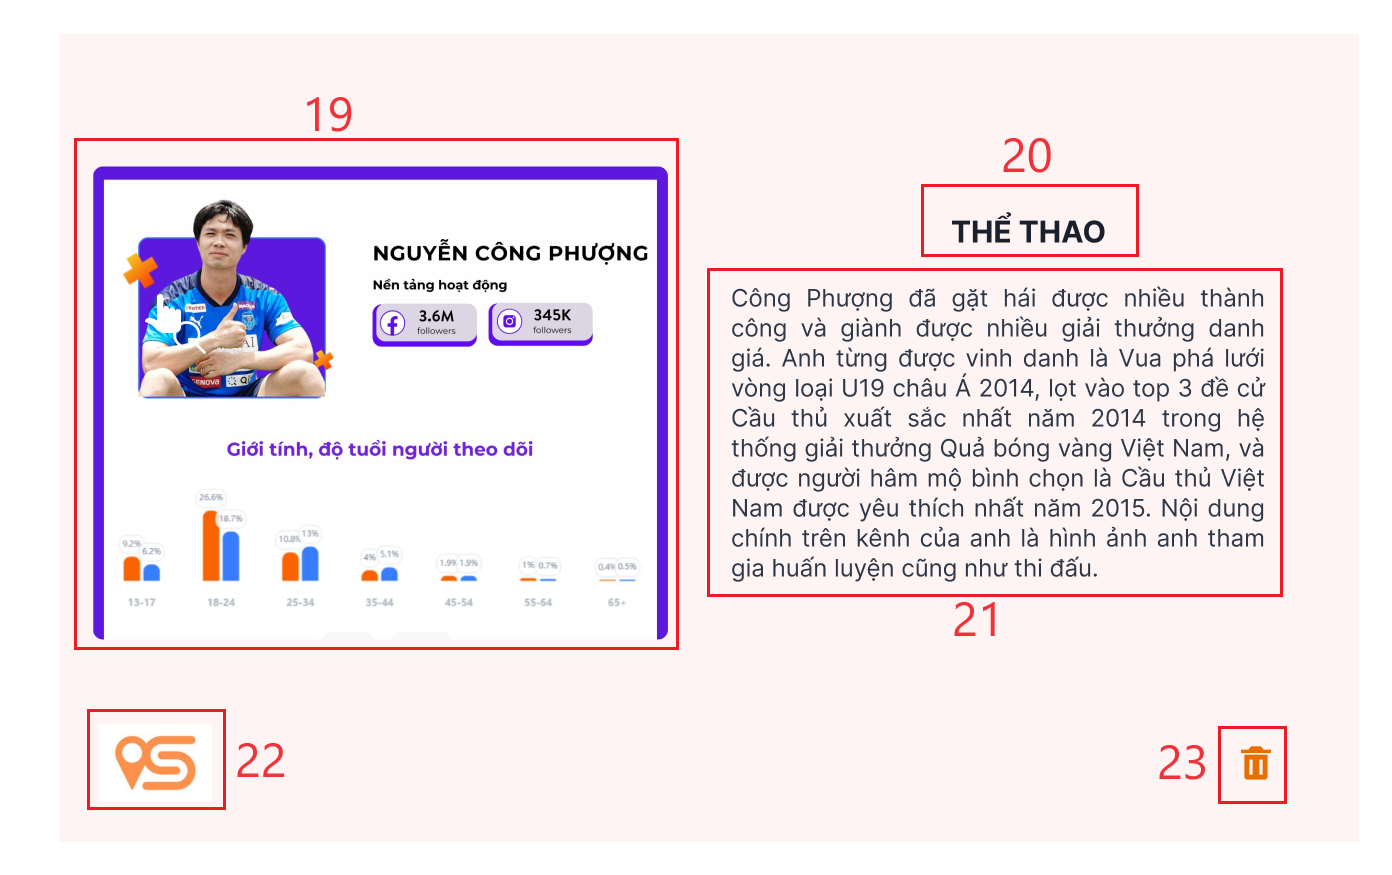 19
NGUYỄN CÔNG PHƯỢNG
Nền tảng hoạt động
3.6M
followers
345K
followers
Giới tính, độ tuổi người theo dõi
26.6%
18.7%
9.2%
6.2%
10.8%
13%
4%
5.1%
1.9%
1.9%
1%
0.7%
0.4%
0.5%
13-17
18-24
25-34
35-44
45-54
55-64
65+
20
THỂ THAO
Công Phượng đã gặt hái được nhiều thành
công và giành được nhiều giải thưởng danh
giá. Anh từng được vinh danh là Vua phá lưới
vòng loại U19 châu Á 2014, lọt vào top 3 đề cử
Cầu thủ xuất sắc nhất năm 2014 trong hệ
thống giải thưởng Quả bóng vàng Việt Nam, và
được người hâm mộ bình chọn là Cầu thủ Việt
Nam được yêu thích nhất năm 2015. Nội dung
chính trên kênh của anh là hình ảnh anh tham
gia huấn luyện cũng như thi đấu.
21
22
23